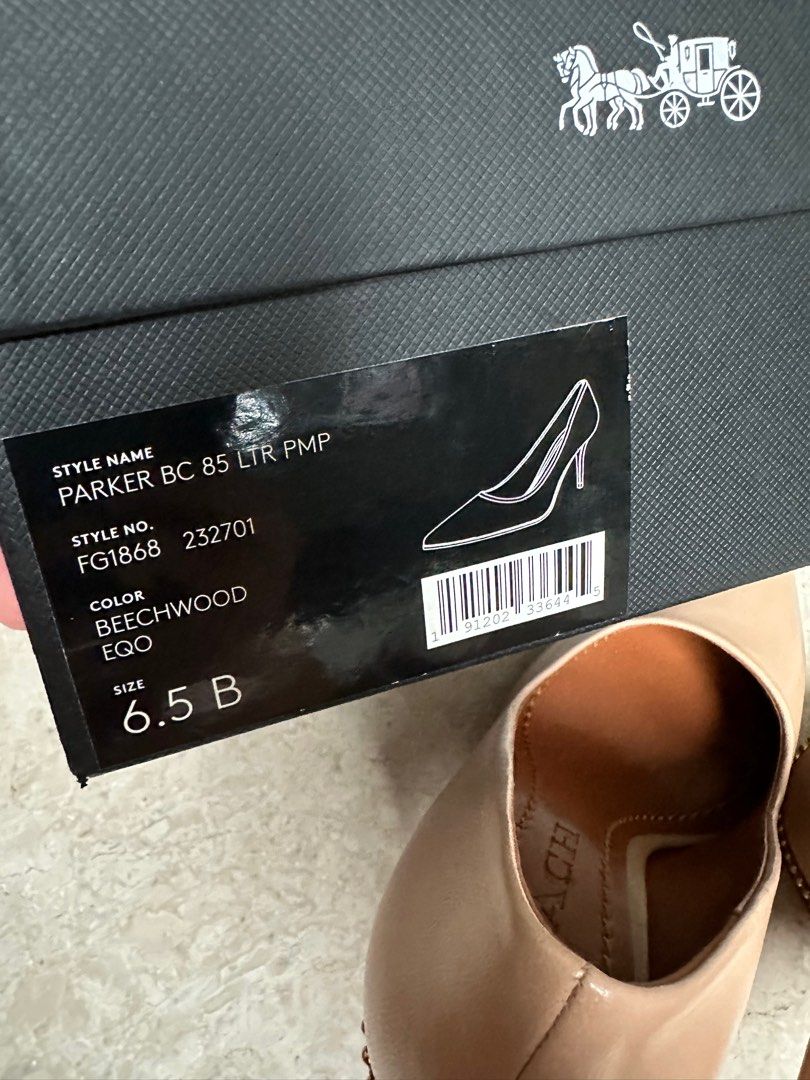 STYLE NAME
PARKER BC 85 LTR PMP
STYLE NO.
FG1868 232701
COLOR
BEECHWOOD
EQO
SIZE
6.5 B
1 91202 33644 5
ACH